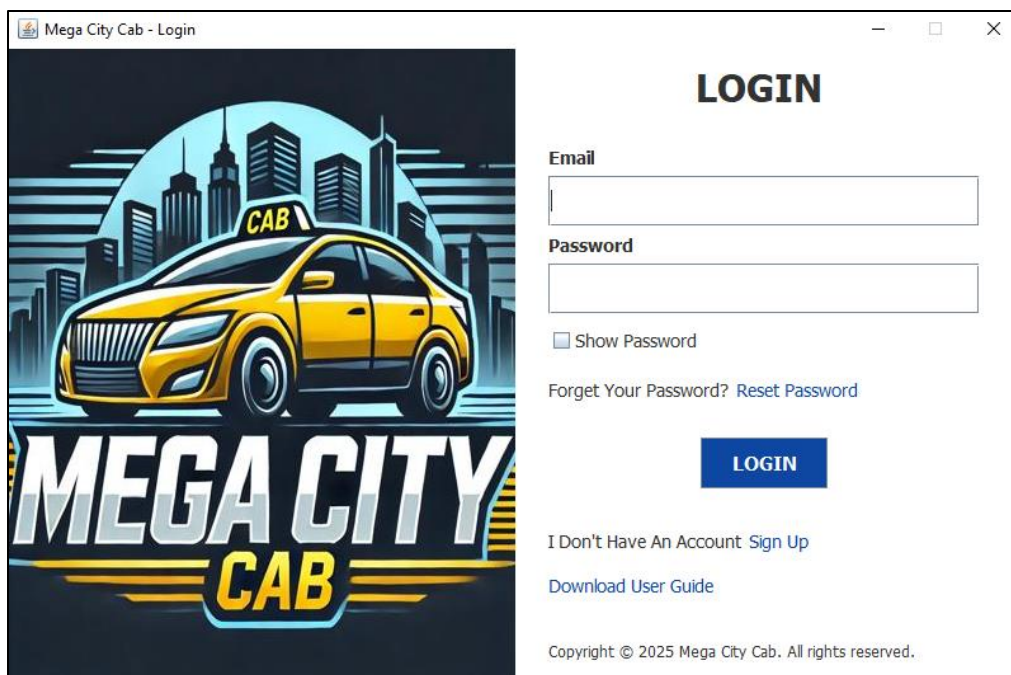 Mega City Cab - Login
CAB
MEGA CITY
CAB
LOGIN
Email
Password
Show Password
Forget Your Password? Reset Password
LOGIN
I Don't Have An Account Sign Up
Download User Guide
Copyright © 2025 Mega City Cab. All rights reserved.